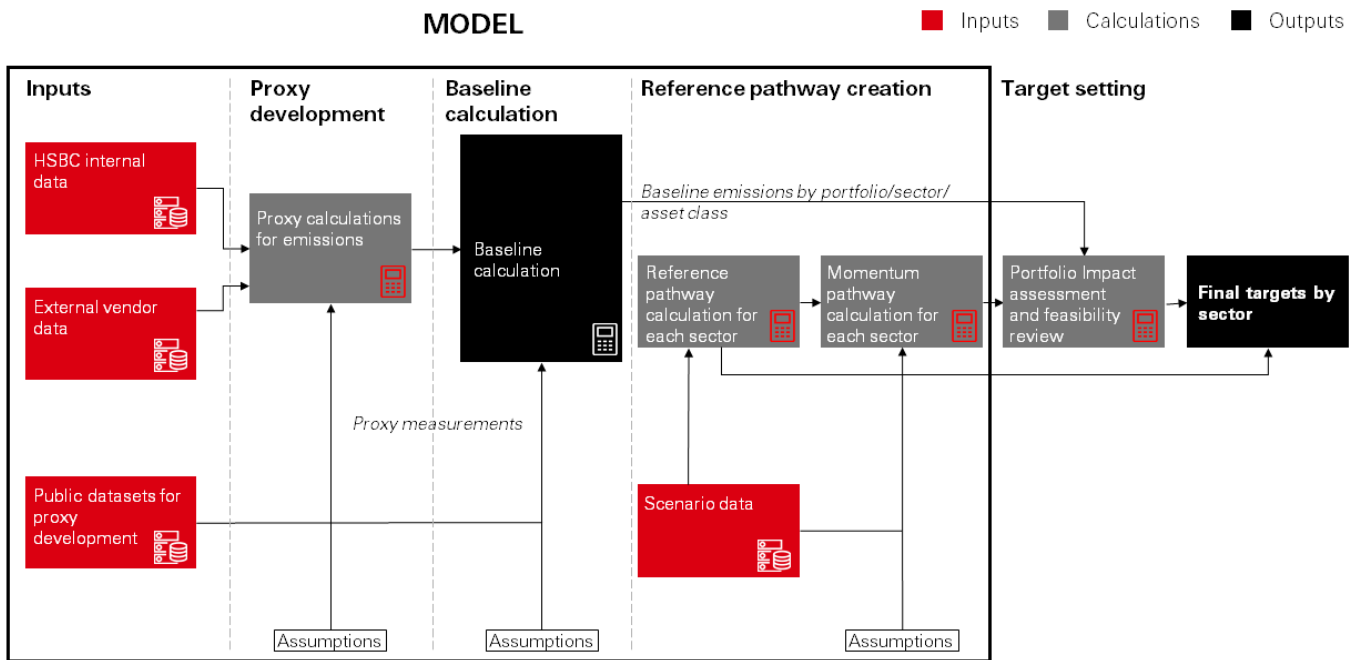 MODEL
Inputs
Calculations
Outputs
Inputs
Proxy
development
Baseline
calculation
Reference pathway creation
Target setting
HSBC internal
data
External vendor
data
Public datasets for
proxy
development
Proxy calculations
for emissions
Baseline
calculation
Baseline emissions by portfolio/sector/
asset class
Reference
pathway
calculation for
each sector
Momentum
pathway
calculation for
each sector
Portfolio Impact
assessment
and feasibility
review
Final targets by
sector
Proxy measurements
Scenario data
Assumptions
Assumptions
Assumptions